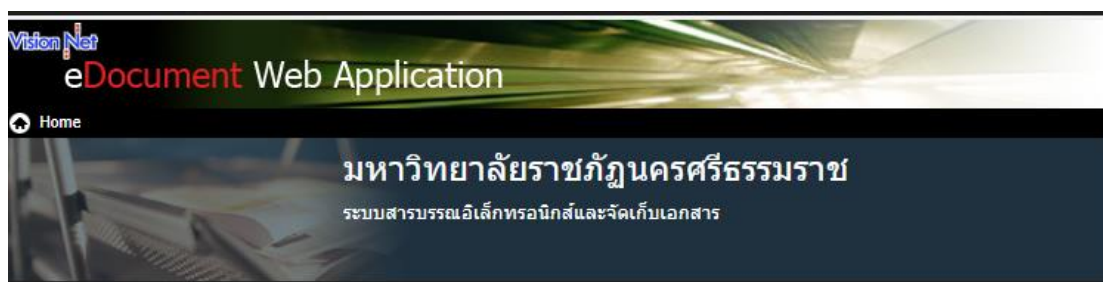 Vision Net
eDocument Web Application
Home
มหาวิทยาลัยราชภัฏนครศรีธรรมราช
ระบบสารบรรณอิเล็กทรอนิกส์และจัดเก็บเอกสาร